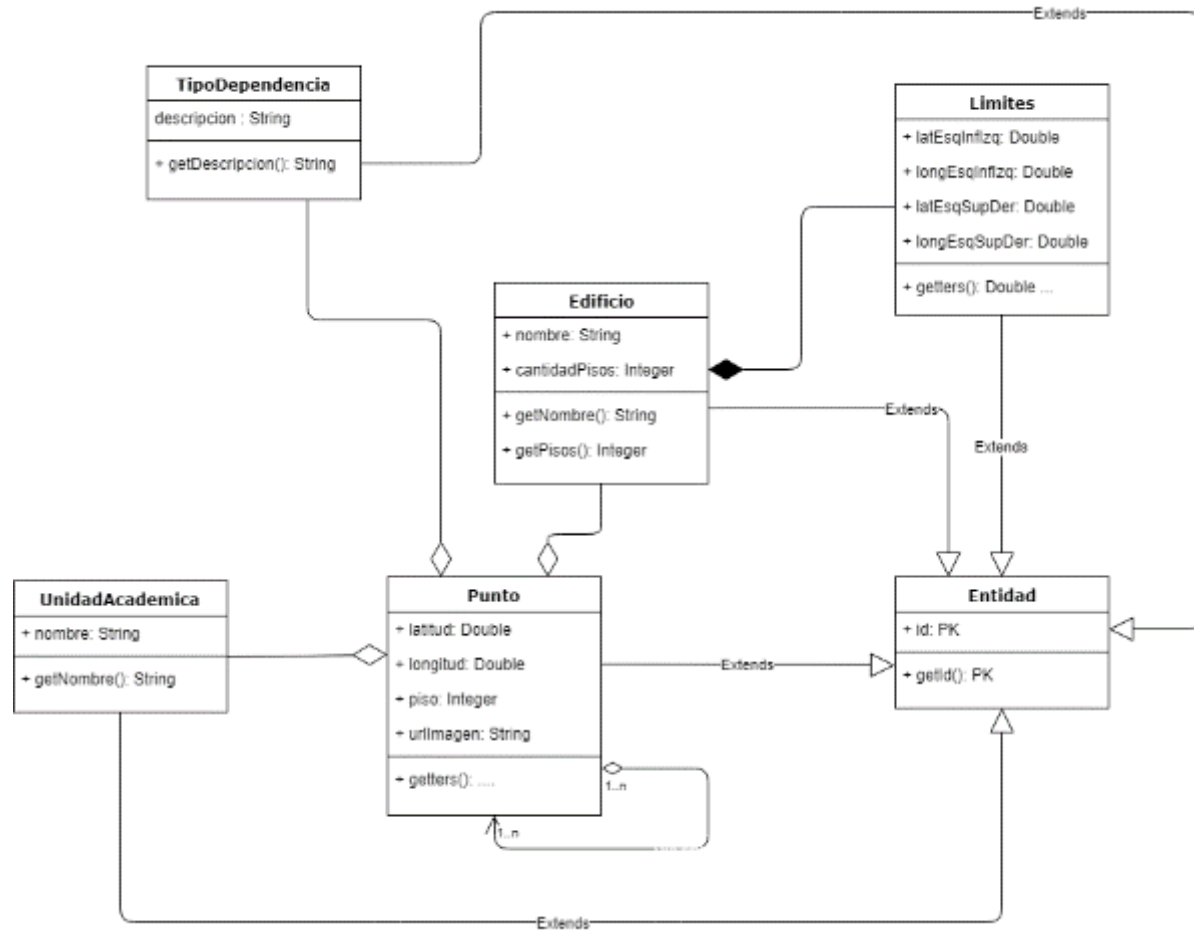 Extends
TipoDependencia
descripcion : String
+ getDescripcion(): String
Limites
+ latEsqInfIzq: Double
+ longEsqInfIzq: Double
+ latEsqSupDer: Double
+ longEsqSupDer: Double
+ getters(): Double ...
Edificio
+ nombre: String
+ cantidadPisos: Integer
+ getNombre(): String
+ getPisos(): Integer
Extends
Extends
UnidadAcademica
+ nombre: String
+ getNombre(): String
Punto
+ latitud: Double
+ longitud: Double
+ piso: Integer
+ urlImagen: String
+ getters(): ....
1..n
1..n
Extends
Entidad
+ id: PK
+ getId(): PK
Extends